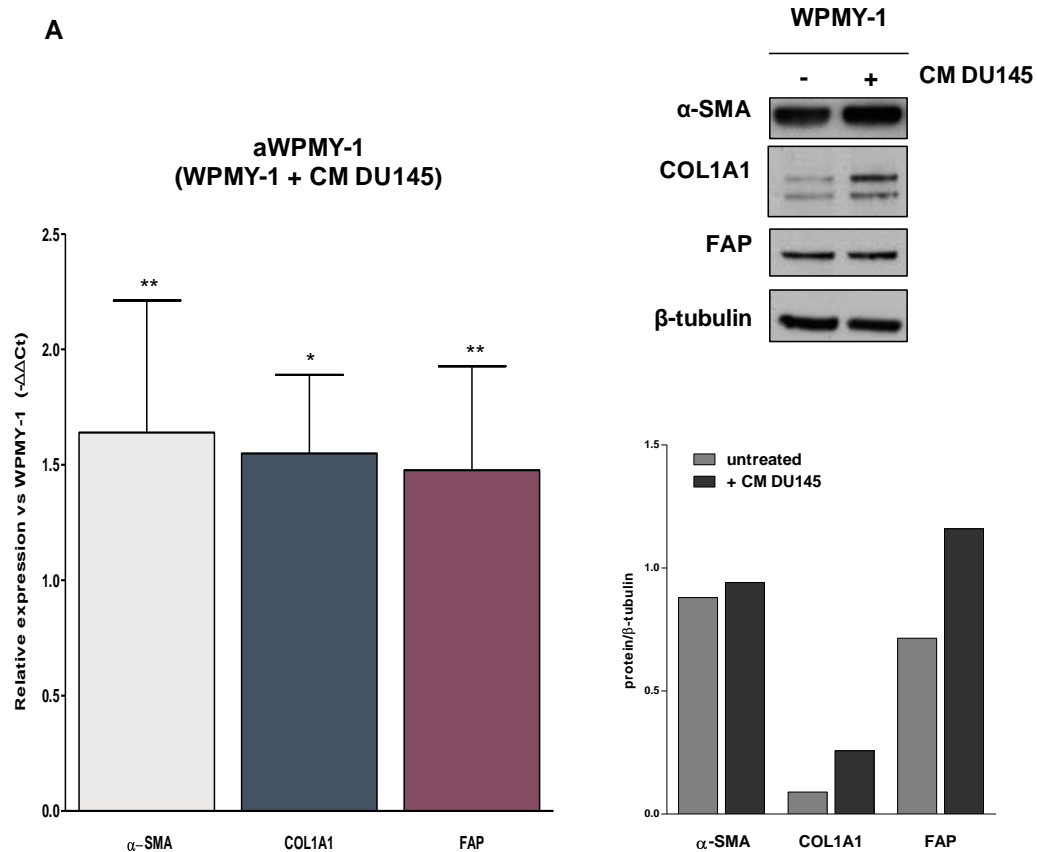 A
aWPMY-1
(WPMY-1 + CM DU145)
Relative expression vs WPMY-1 (-ΔΔCt)
2.5
2.0
1.5
1.0
0.5
0.0
**
*
**
α-SMA COL1A1 FAP
WPMY-1
- + CM DU145
α-SMA
COL1A1
FAP
β-tubulin
protein/β-tubulin
1.5
1.0
0.5
0.0
untreated
+ CM DU145
α-SMA COL1A1 FAP